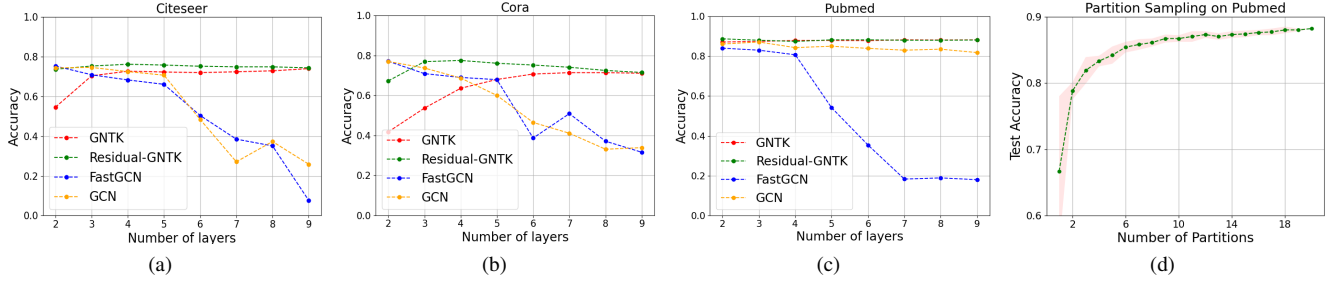 Citeseer
1.0
0.8
0.6
0.4
0.2
0.0
Accuracy
GNTK
Residual-GNTK
FastGCN
GCN
2 3 4 5 6 7 8 9
Number of layers
(a)
Cora
1.0
0.8
0.6
0.4
0.2
0.0
Accuracy
GNTK
Residual-GNTK
FastGCN
GCN
2 3 4 5 6 7 8 9
Number of layers
(b)
Pubmed
1.0
0.8
0.6
0.4
0.2
0.0
Accuracy
GNTK
Residual-GNTK
FastGCN
GCN
2 3 4 5 6 7 8 9
Number of layers
(c)
Partition Sampling on Pubmed
0.9
0.8
0.7
0.6
Test Accuracy
2 6 10 14 18
Number of Partitions
(d)